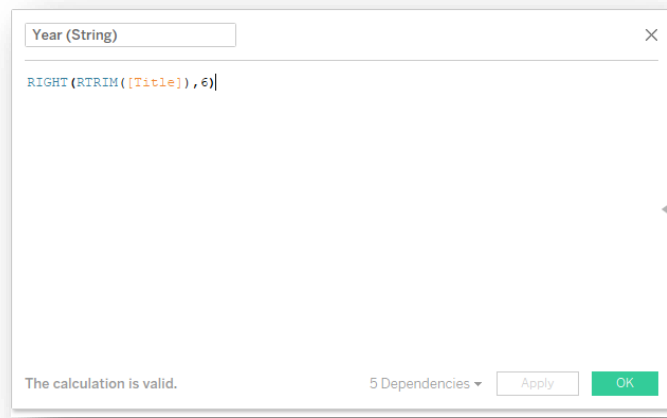 Year (String)
RIGHT(RTRIM([Title]),6)
The calculation is valid.
5 Dependencies
Apply
OK